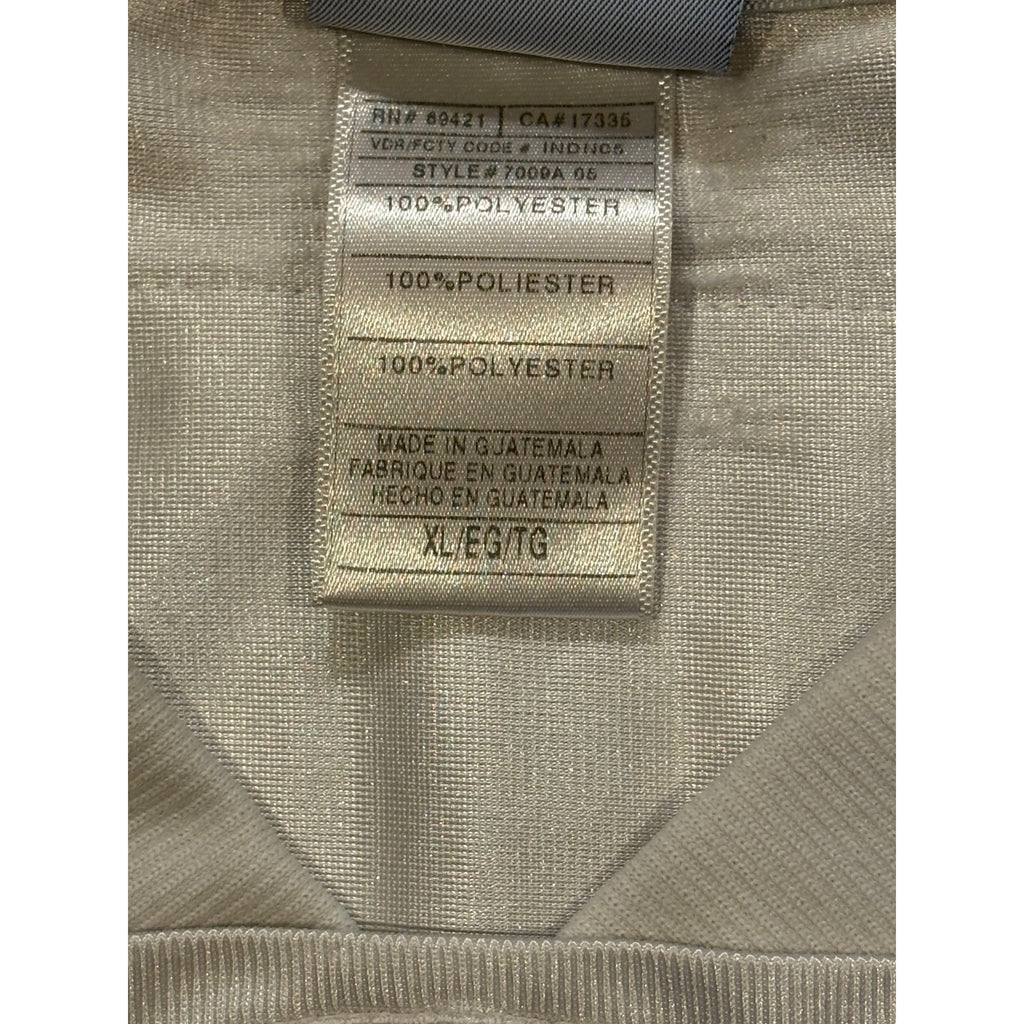 RN# 69421 | CA# 17335
VDR/FCTY CODE # INDNC5
STYLE# 7009A 06
100%POLYESTER
100%POLIESTER
100%POLYESTER
MADE IN GUATEMALA
FABRIQUE EN GUATEMALA
HECHO EN GUATEMALA
XL/EG/TG